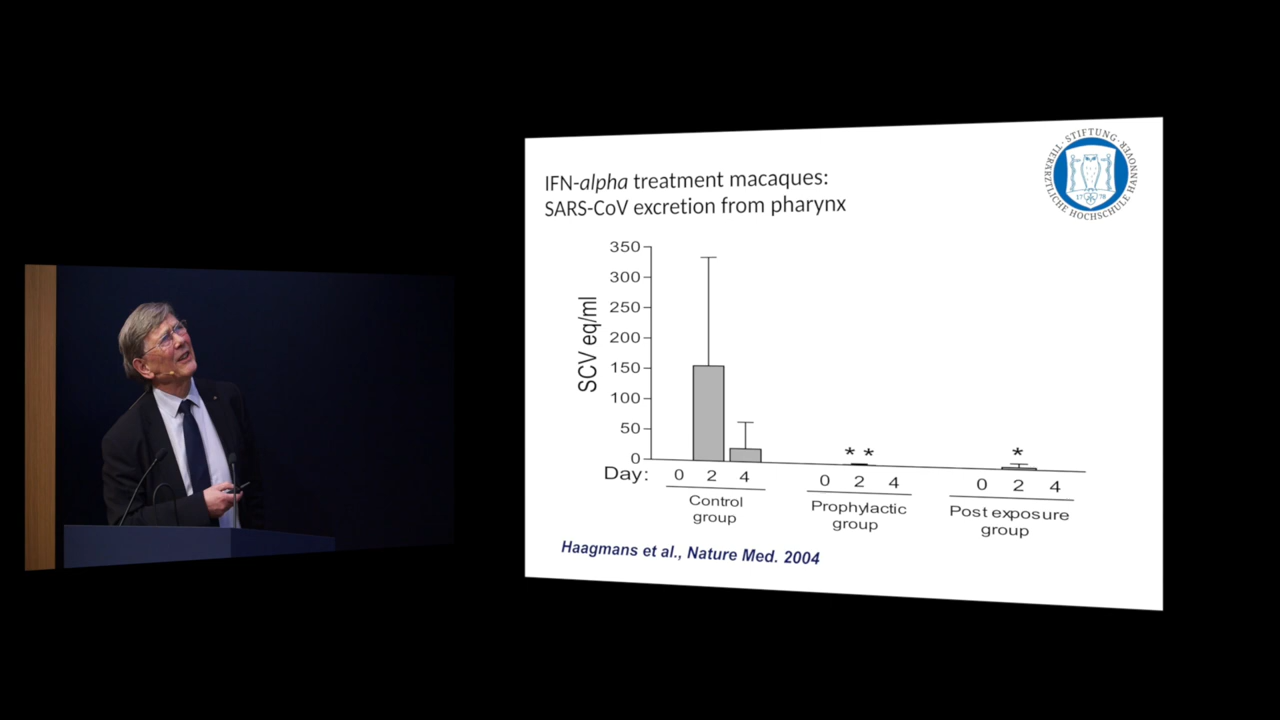 IFN-alpha treatment macaques:
SARS-CoV excretion from pharynx
STIFTUNG · TIERÄRZTLICHE HOCHSCHULE HANNOVER ·
1778
350
300
250
200
150
100
50
0
SCV eq/ml
* *
*
Day: 0 2 4 0 2 4 0 2 4
Control
group
Prophylactic
group
Post exposure
group
Haagmans et al., Nature Med. 2004